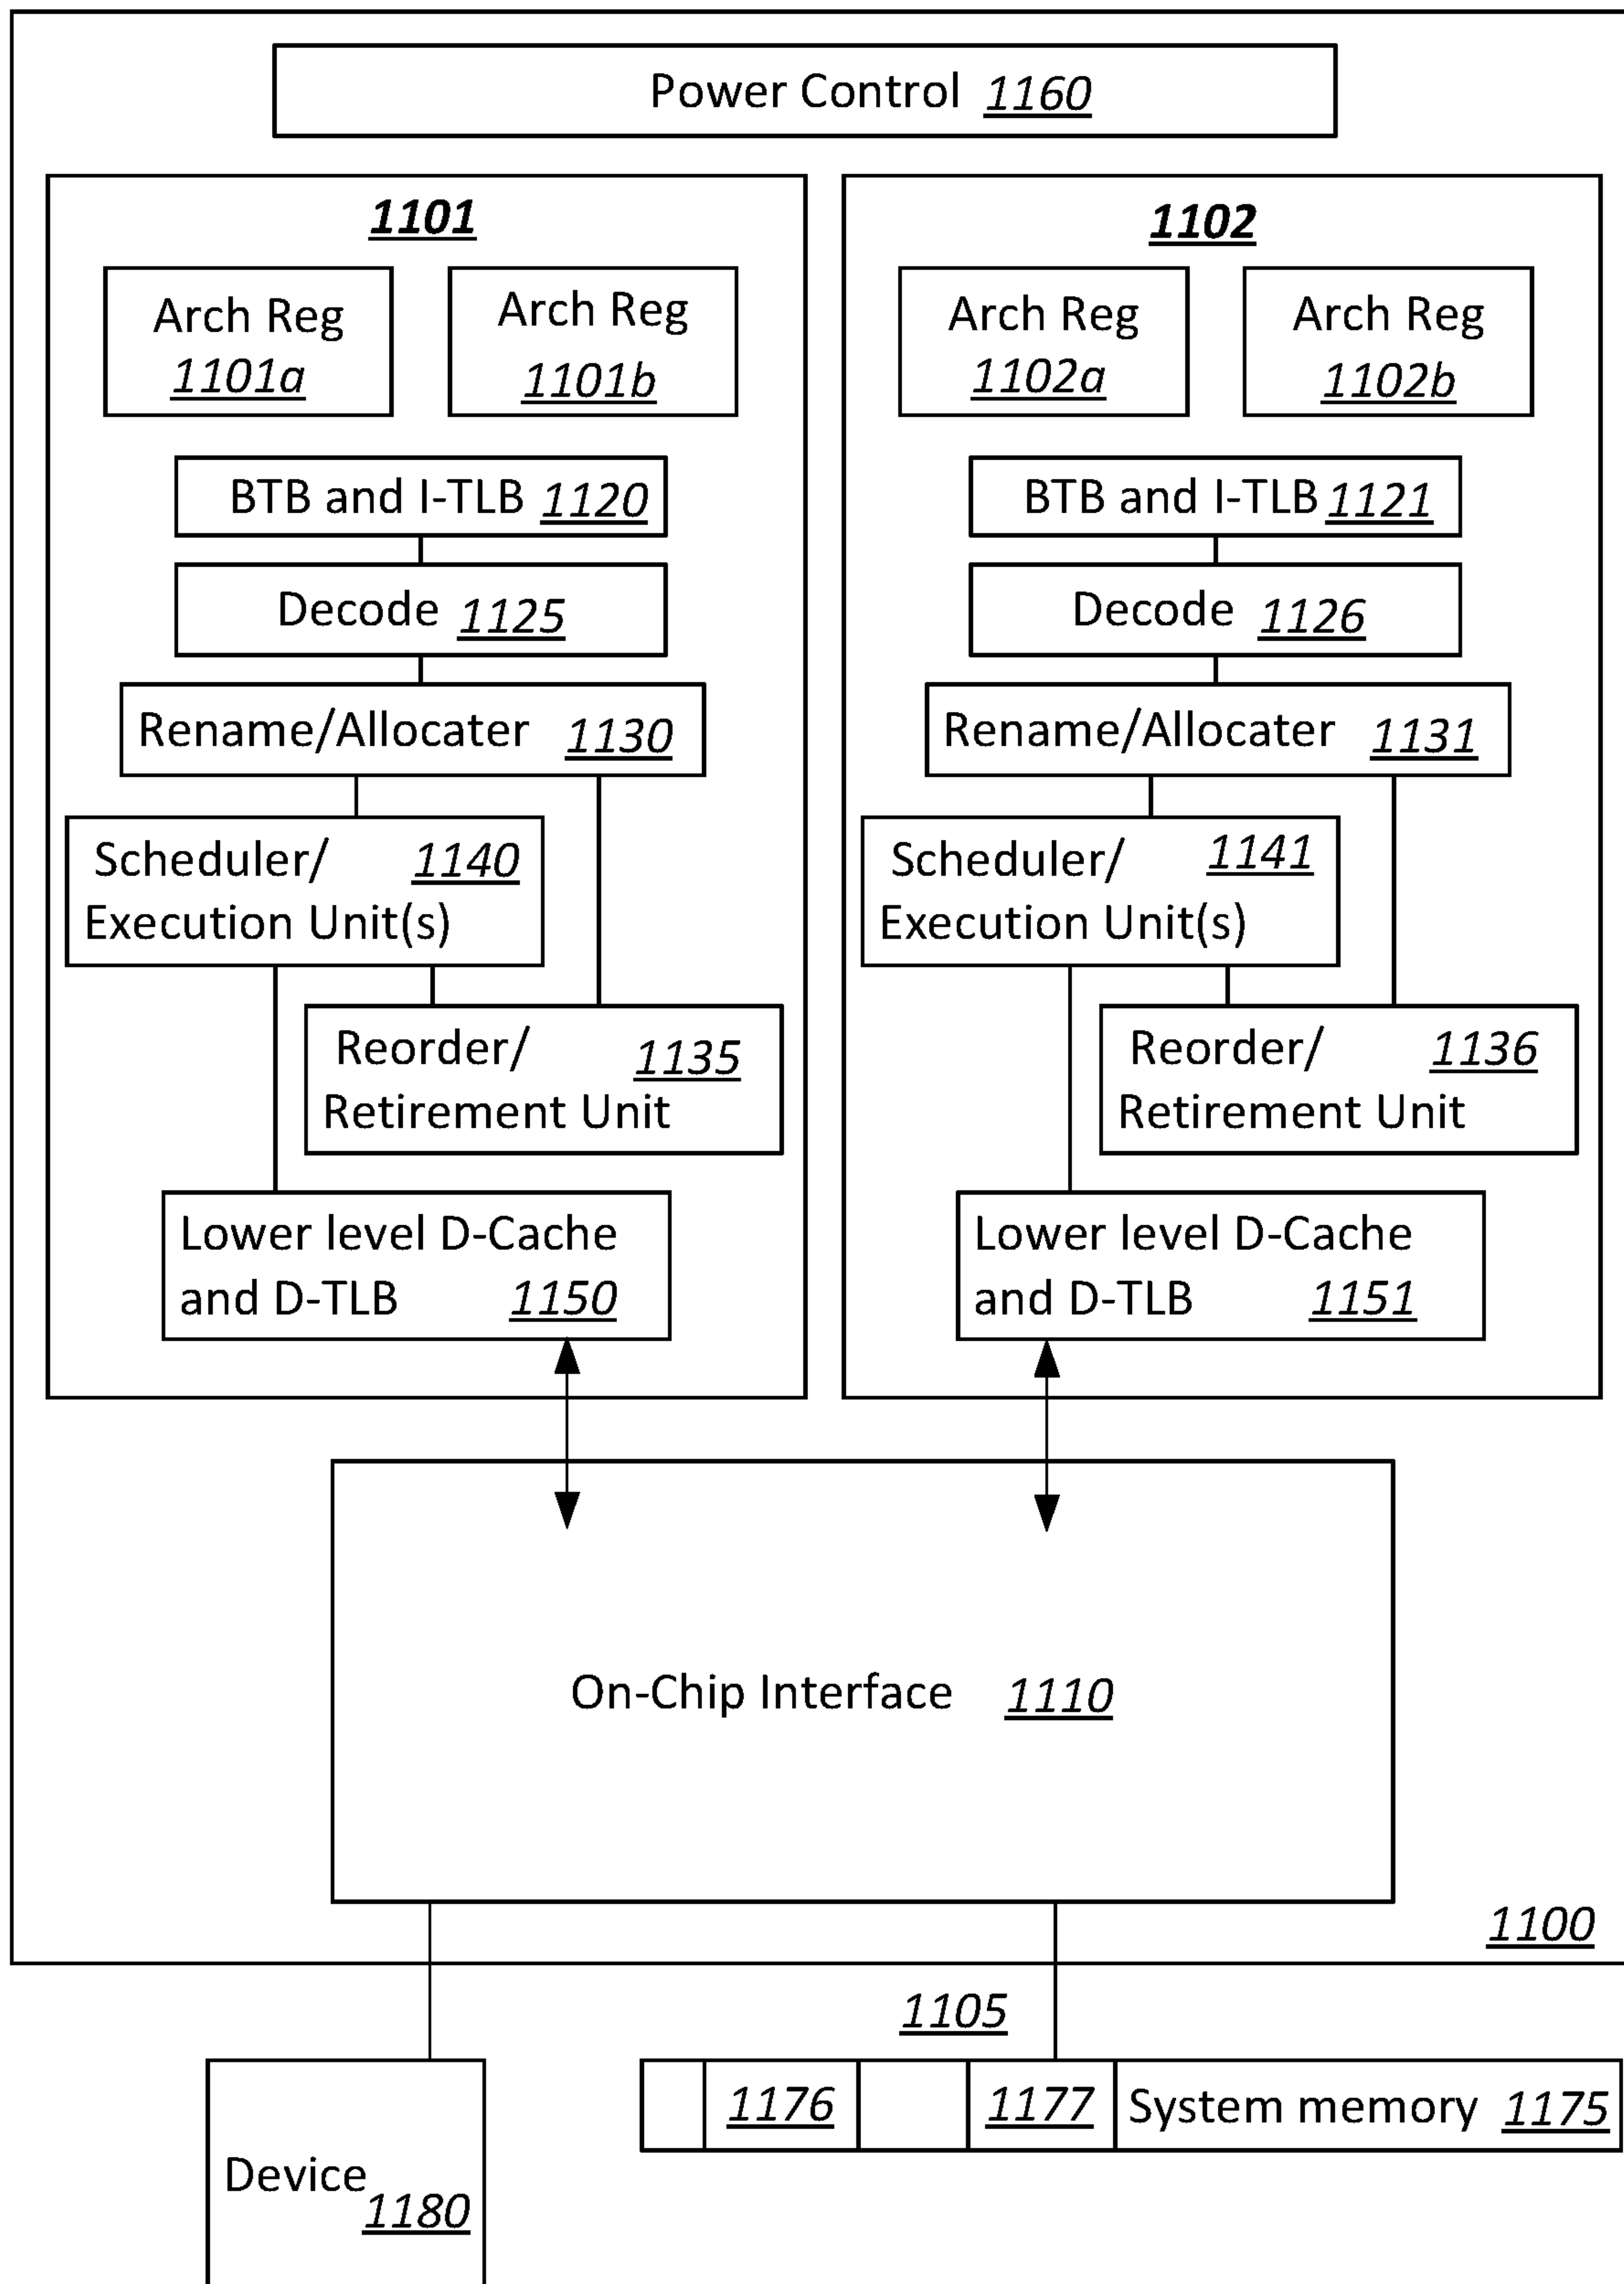 Power Control 1160
1101
Arch Reg
1101a
Arch Reg
1101b
BTB and I-TLB 1120
Decode 1125
Rename/Allocater 1130
Scheduler/ 1140
Execution Unit(s)
Reorder/ 1135
Retirement Unit
Lower level D-Cache
and D-TLB 1150
1102
Arch Reg
1102a
Arch Reg
1102b
BTB and I-TLB 1121
Decode 1126
Rename/Allocater 1131
Scheduler/ 1141
Execution Unit(s)
Reorder/ 1136
Retirement Unit
Lower level D-Cache
and D-TLB 1151
On-Chip Interface 1110
1100
1105
1176
1177
System memory 1175
Device 1180